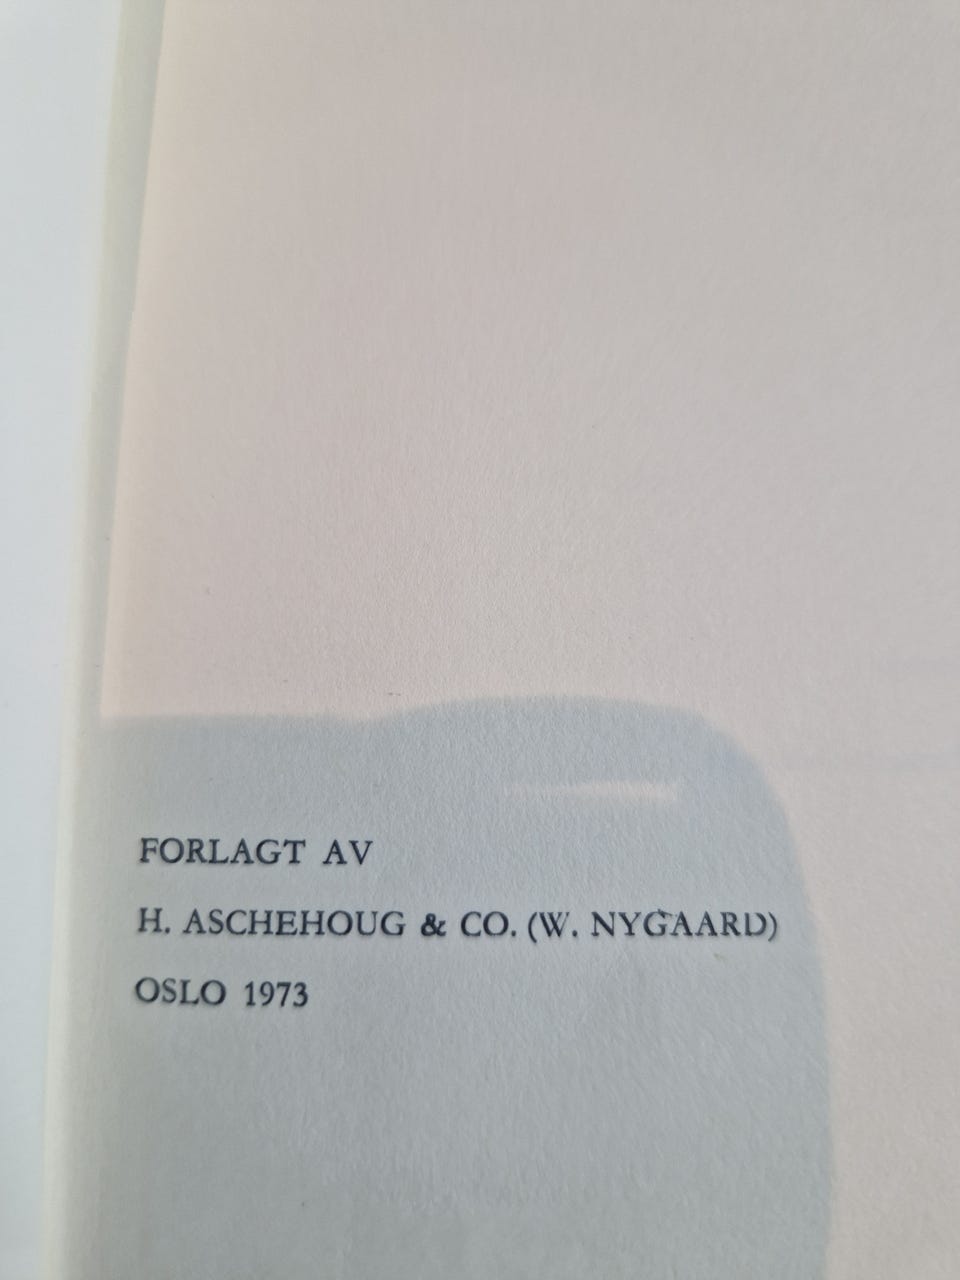 FORLAGT AV
H. ASCHEHOUG & CO. (W. NYGAARD)
OSLO 1973